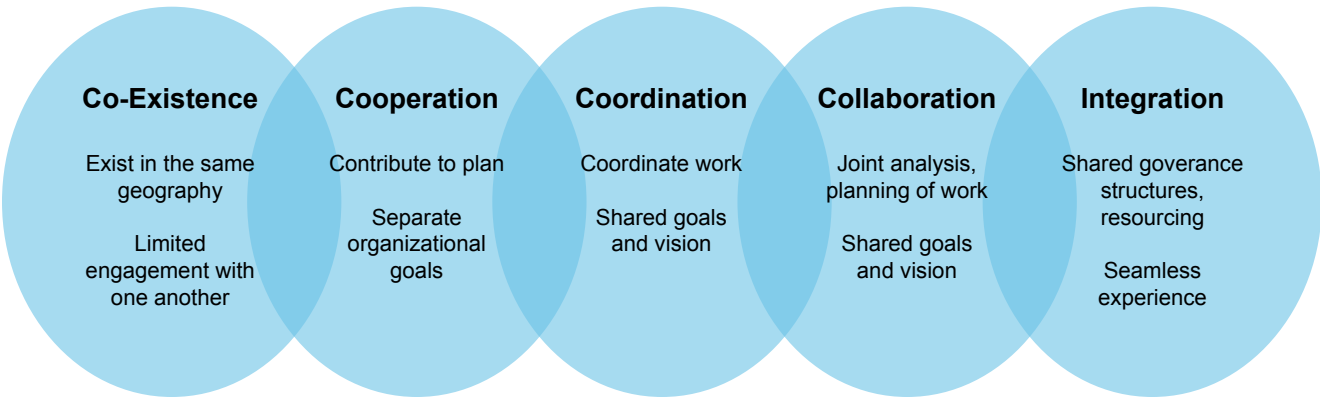 Co-Existence
Exist in the same
geography
Limited
engagement with
one another
Cooperation
Contribute to plan
Separate
organizational
goals
Coordination
Coordinate work
Shared goals
and vision
Collaboration
Joint analysis,
planning of work
Shared goals
and vision
Integration
Shared goverance
structures,
resourcing
Seamless
experience